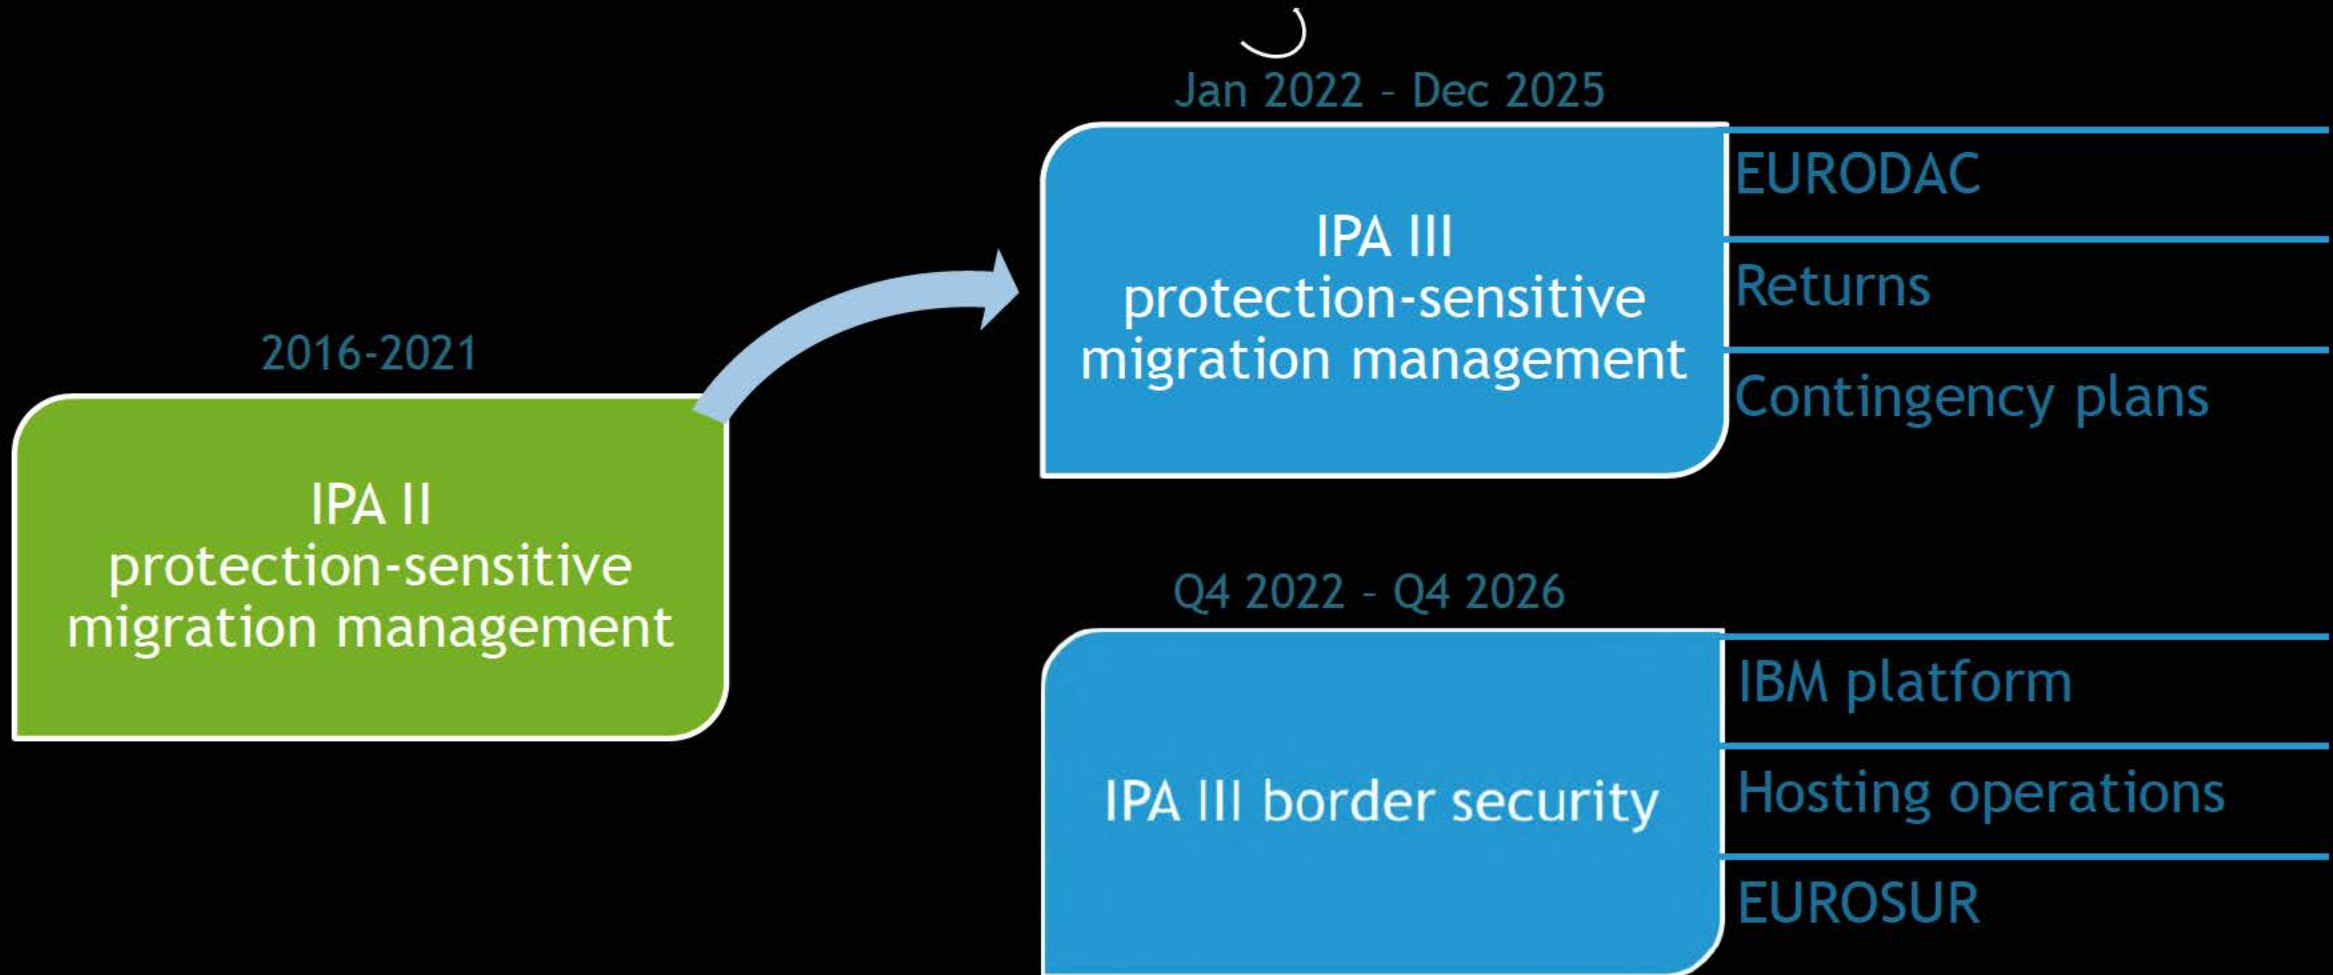 2016-2021
IPA II
protection-sensitive
migration management
Jan 2022 - Dec 2025
IPA III
protection-sensitive
migration management
EURODAC
Returns
Contingency plans
Q4 2022 - Q4 2026
IPA III border security
IBM platform
Hosting operations
EUROSUR